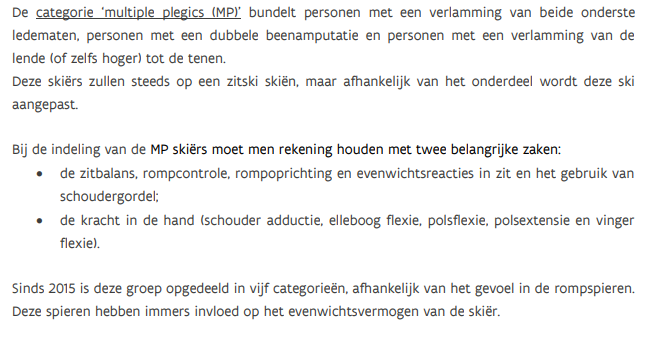 De categorie ‘multiple plegics (MP)’ bundelt personen met een verlamming van beide onderste
ledematen, personen met een dubbele beenamputatie en personen met een verlamming van de
lende (of zelfs hoger) tot de tenen.
Deze skiërs zullen steeds op een zitski skiën, maar afhankelijk van het onderdeel wordt deze ski
aangepast.
Bij de indeling van de MP skiërs moet men rekening houden met twee belangrijke zaken:
• de zitbalans, rompcontrole, rompoprichting en evenwichtsreacties in zit en het gebruik van
schoudergordel;
• de kracht in de hand (schouder adductie, elleboog flexie, polsflexie, polsextensie en vinger
flexie).
Sinds 2015 is deze groep opgedeeld in vijf categorieën, afhankelijk van het gevoel in de rompspieren.
Deze spieren hebben immers invloed op het evenwichtsvermogen van de skiër.